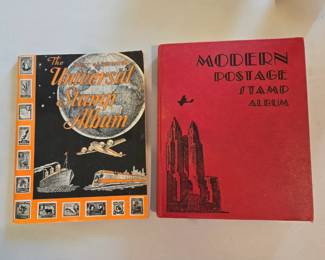 The
Universal
Stamp
Album
MODERN
POSTAGE
STAMP
ALBUM